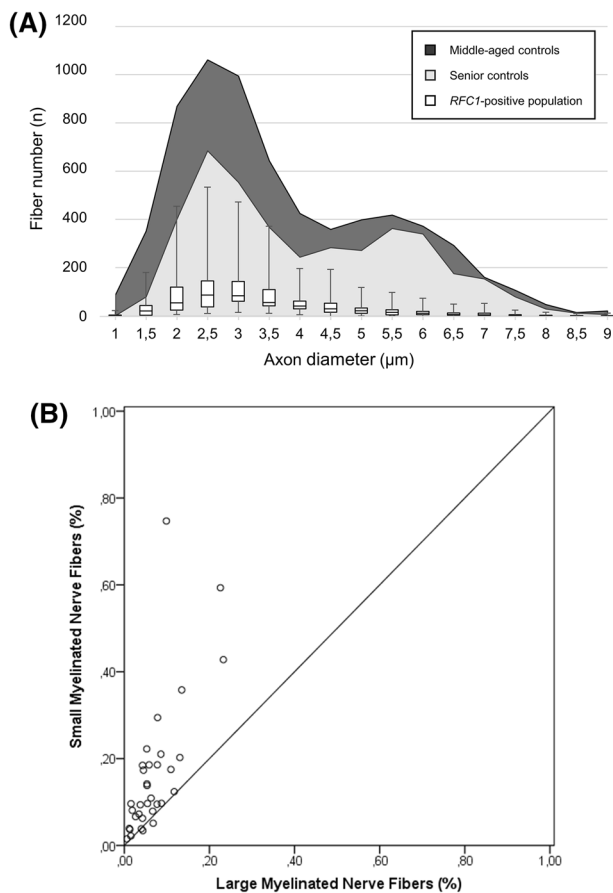 (A)
1200
1000
800
600
400
200
0
Fiber number (n)
Middle-aged controls
Senior controls
RFC1-positive population
1 1,5 2 2,5 3 3,5 4 4,5 5 5,5 6 6,5 7 7,5 8 8,5 9
Axon diameter (µm)
(B)
1,00
,80
,60
,40
,20
,00
Small Myelinated Nerve Fibers (%)
,00 ,20 ,40 ,60 ,80 1,00
Large Myelinated Nerve Fibers (%)